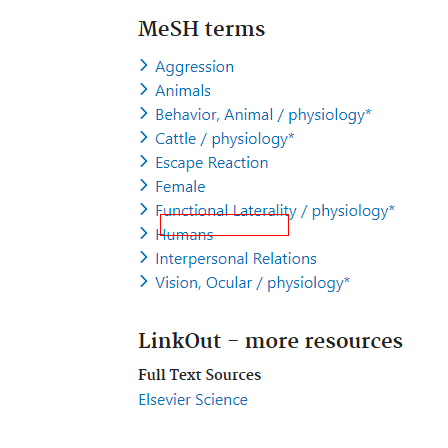 MeSH terms
Aggression
Animals
Behavior, Animal / physiology*
Cattle / physiology*
Escape Reaction
Female
Functional Laterality / physiology*
Humans
Interpersonal Relations
Vision, Ocular / physiology*
LinkOut - more resources
Full Text Sources
Elsevier Science